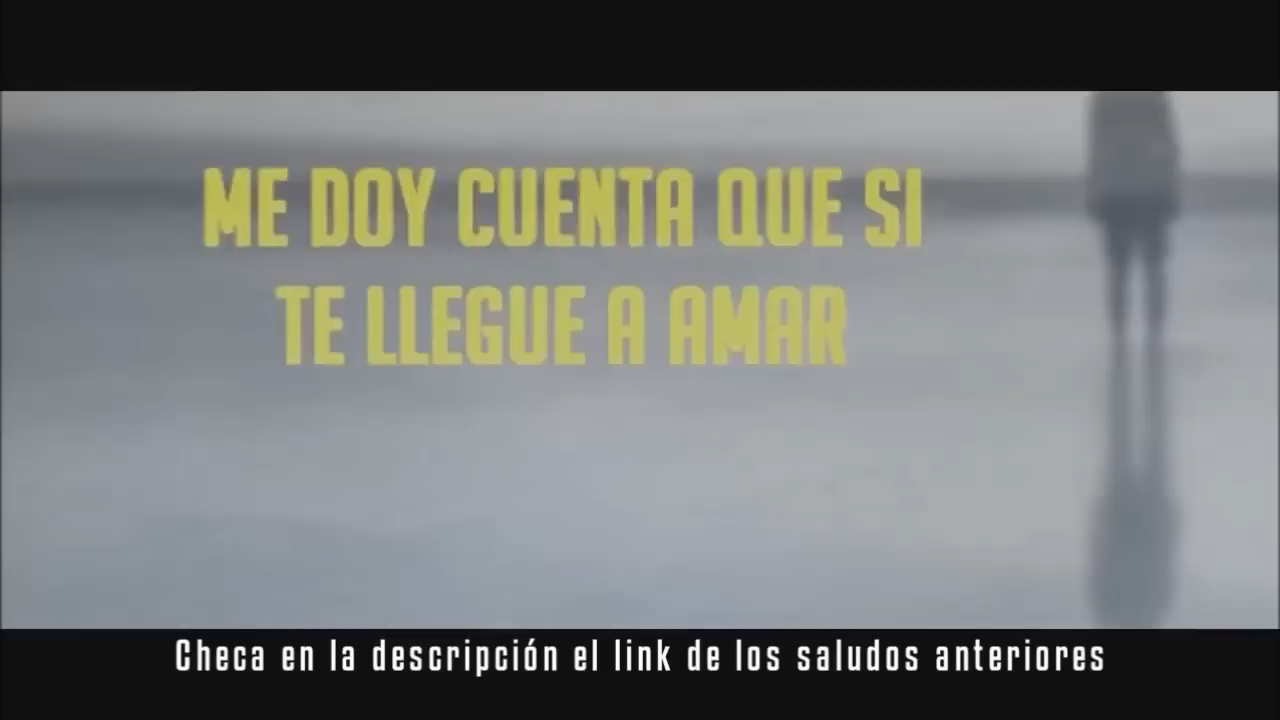 ME DOY CUENTA QUE SI
TE LLEGUE A AMAR
Checa en la descripción el link de los saludos anteriores